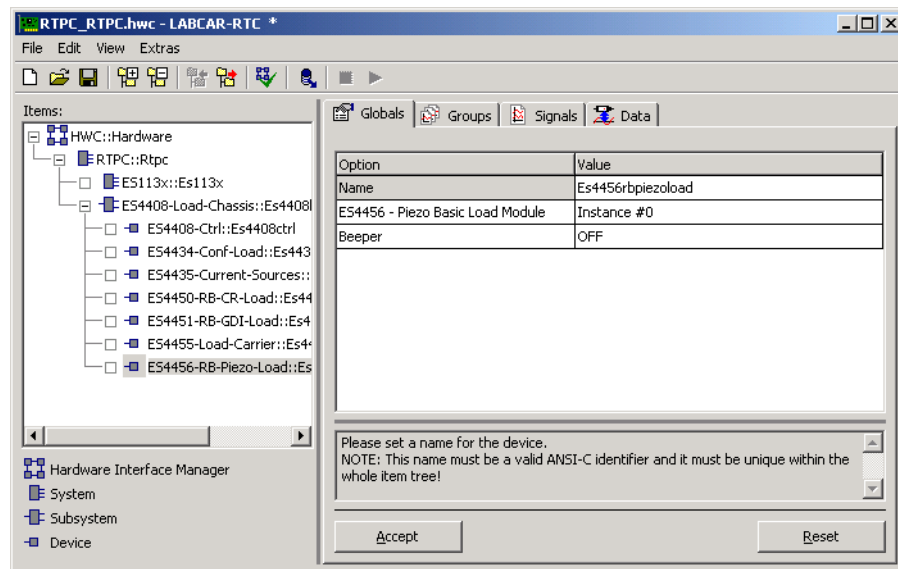 RTPC_RTPC.hwc - LABCAR-RTC *
File Edit View Extras
Items:
HWC::Hardware
RTPC::Rtpc
ES113x::Es113x
ES4408-Load-Chassis::Es4408l
ES4408-Ctrl::Es4408ctrl
ES4434-Conf-Load::Es443
ES4435-Current-Sources::
ES4450-RB-CR-Load::Es44
ES4451-RB-GDI-Load::Es4
ES4455-Load-Carrier::Es44
ES4456-RB-Piezo-Load::Es
Hardware Interface Manager
System
Subsystem
Device
Globals Groups Signals Data
Option Value
Name Es4456rbpiezoload
ES4456 - Piezo Basic Load Module Instance #0
Beeper OFF
Please set a name for the device.
NOTE: This name must be a valid ANSI-C identifier and it must be unique within the
whole item tree!
Accept Reset